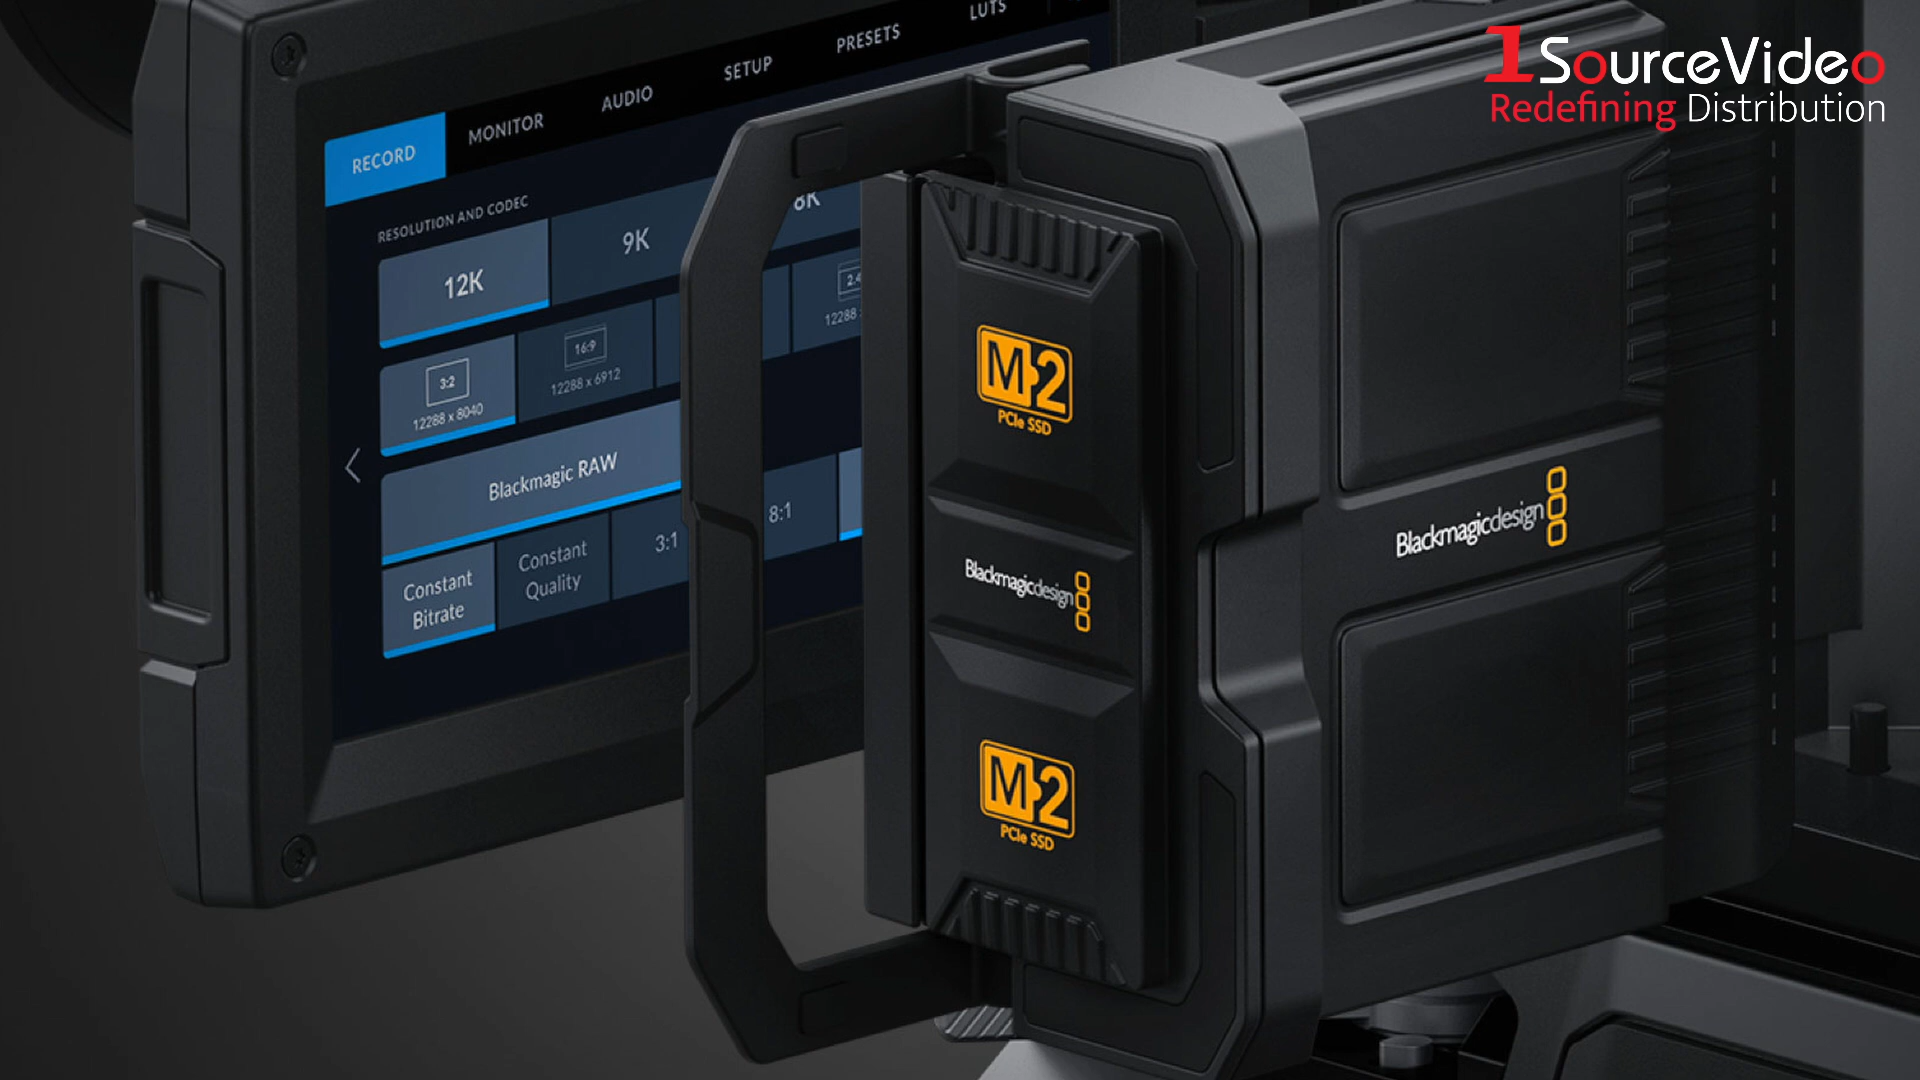 1SourceVideo
Redefining Distribution
RECORD
MONITOR
AUDIO
SETUP
PRESETS
LUTS
RESOLUTION AND CODEC
12K
9K
8K
3:2
12288 x 8040
16:9
12288 x 6912
12288
Blackmagic RAW
Constant
Bitrate
Constant
Quality
3:1
8:1
M.2
PCIe SSD
Blackmagicdesign
M.2
PCIe SSD
Blackmagicdesign